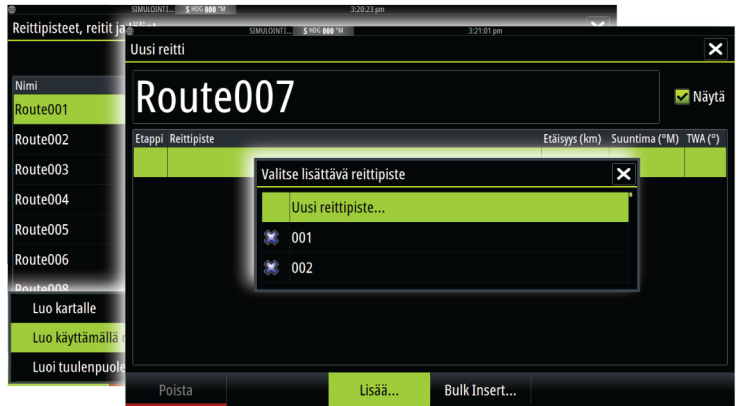 SIMULOINTI... S HDG 000 °M 3:20:23 pm
Reittipisteet, reitit ja
Nimi
Route001
Route002
Route003
Route004
Route005
Route006
Route008
Luo kartalle
Luo käyttämällä
Luoi tuulenpuole
SIMULOINTI... S HDG 000 °M 3:21:01 pm
Uusi reitti
Route007
Näytä
Etappi Reittipiste Etäisyys (km) Suuntima (°M) TWA (°)
Valitse lisättävä reittipiste
Uusi reittipiste...
001
002
Poista Lisää... Bulk Insert...